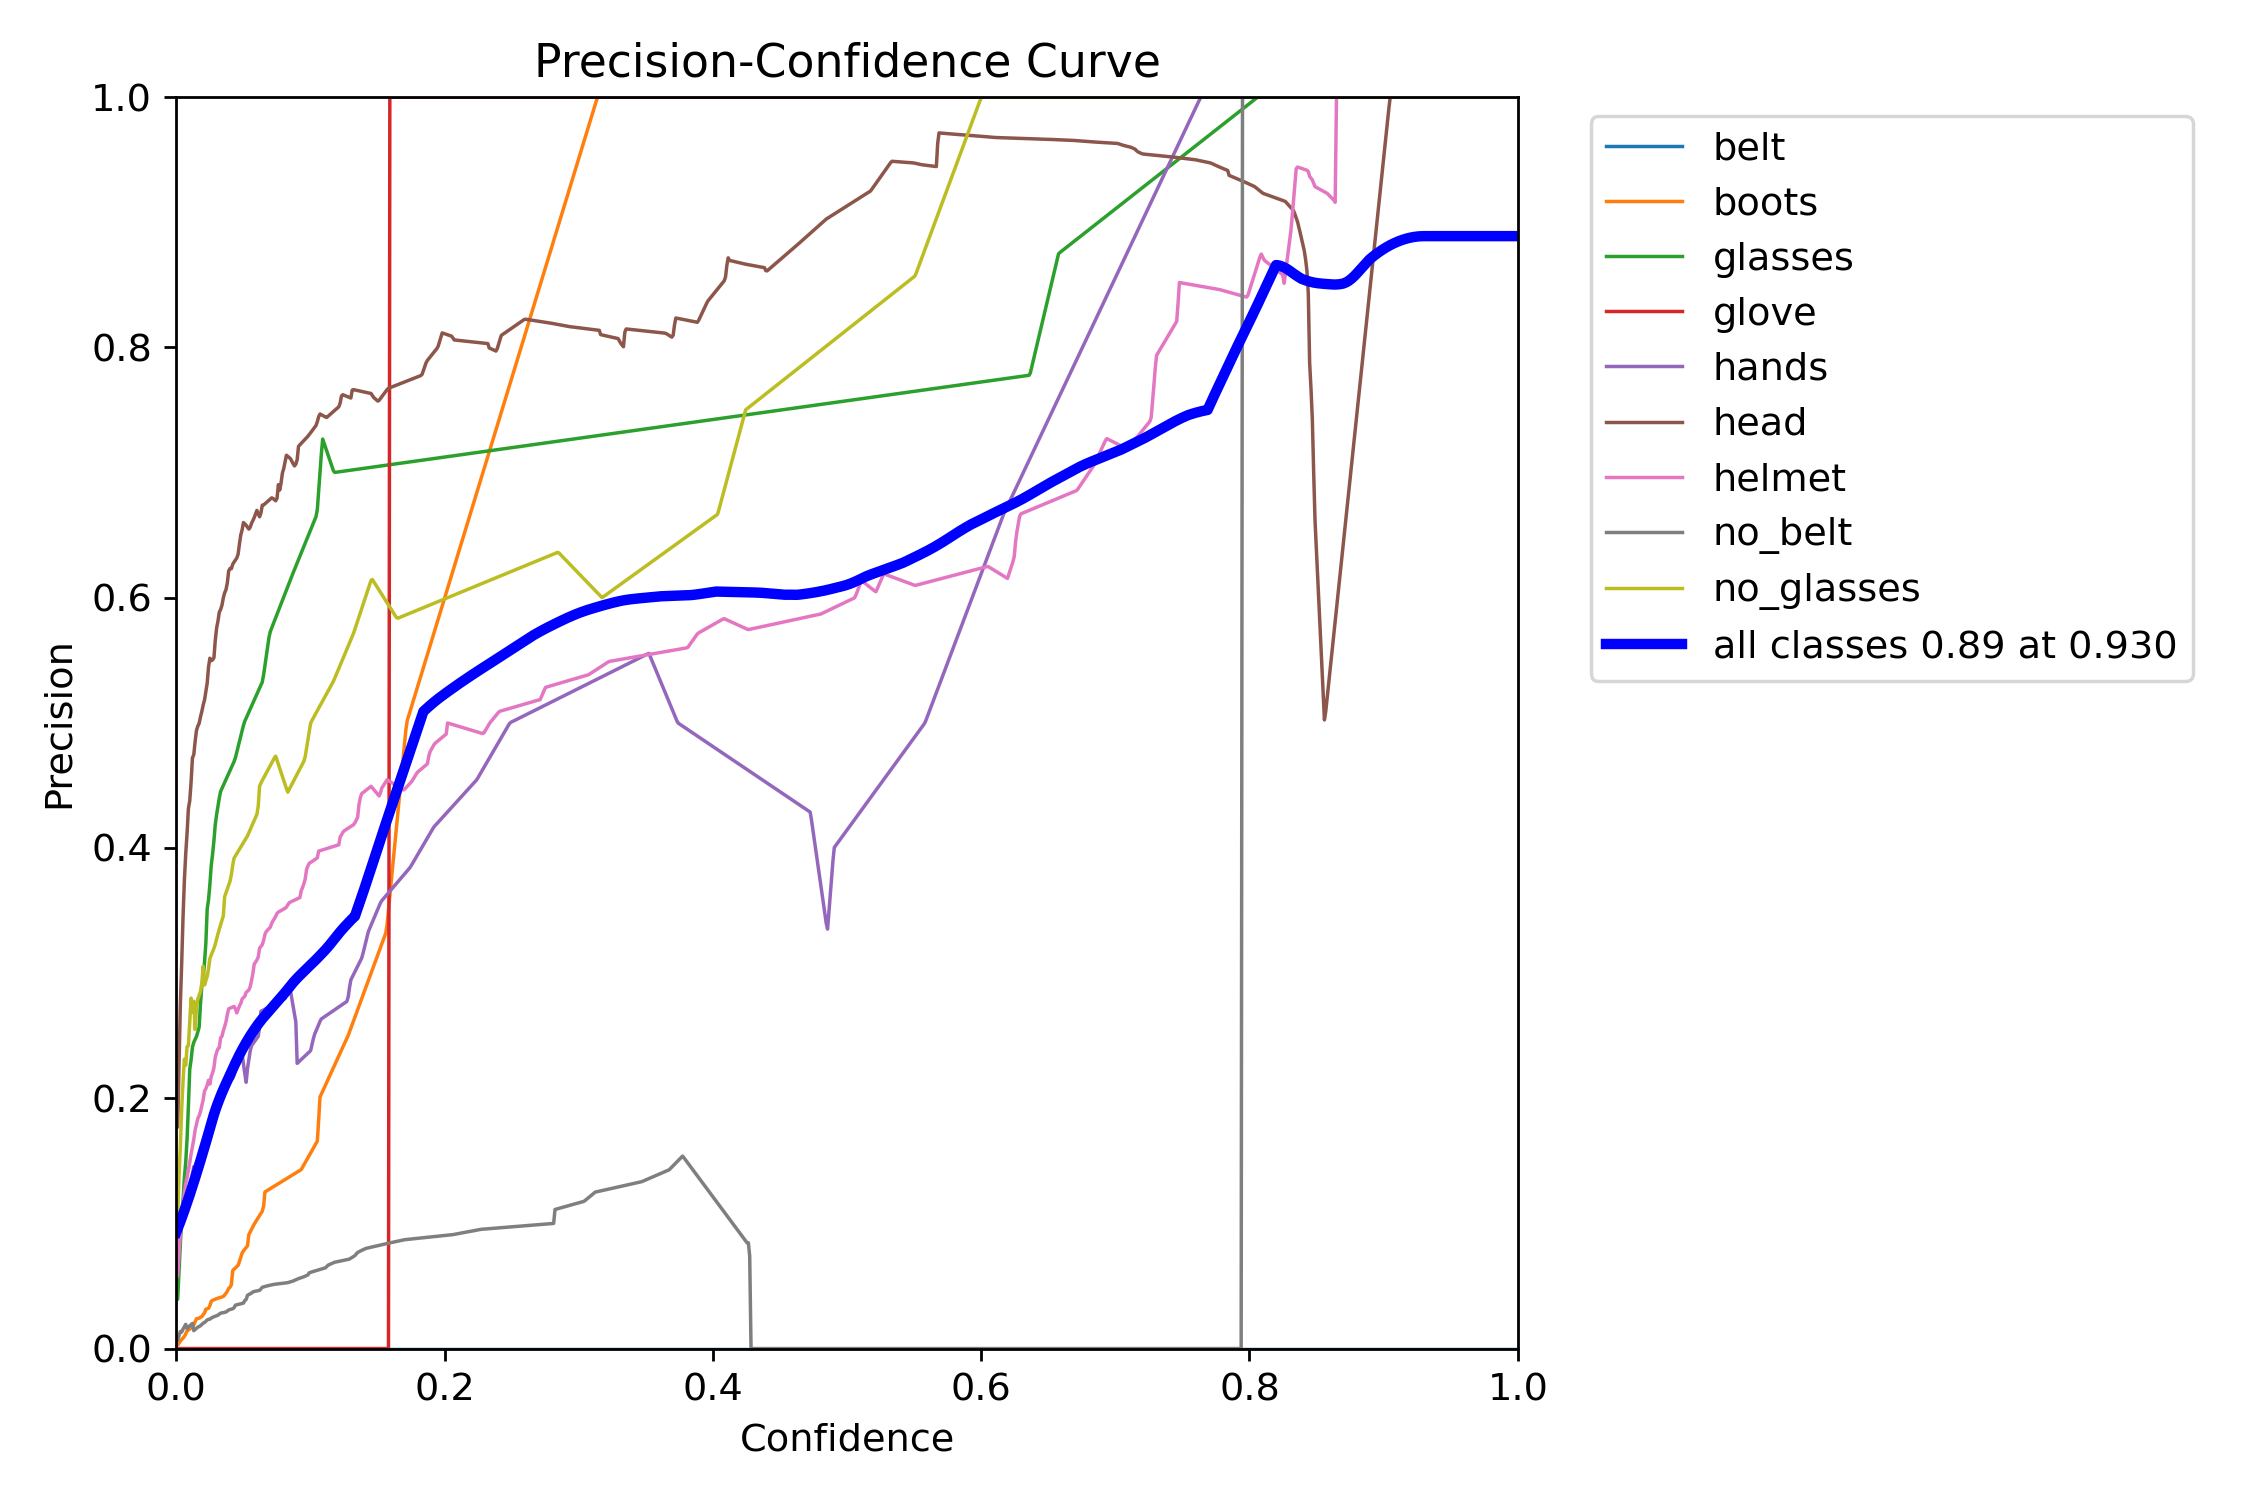 Precision-Confidence Curve
1.0
0.8
0.6
0.4
0.2
0.0
Precision
0.0 0.2 0.4 0.6 0.8 1.0
Confidence
belt
boots
glasses
glove
hands
head
helmet
no_belt
no_glasses
all classes 0.89 at 0.930